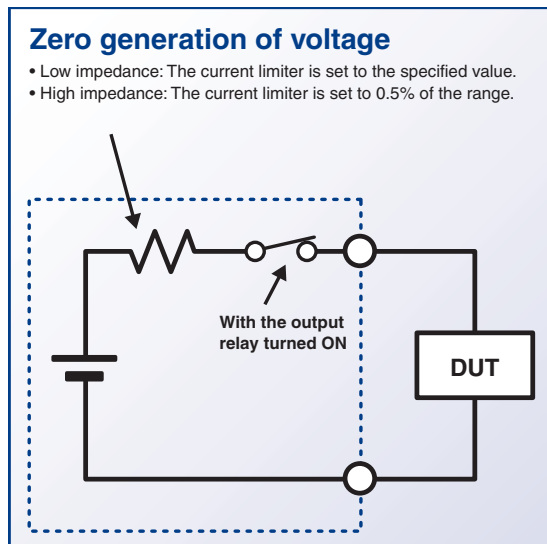 Zero generation of voltage
• Low impedance: The current limiter is set to the specified value.
• High impedance: The current limiter is set to 0.5% of the range.
With the output
relay turned ON
DUT